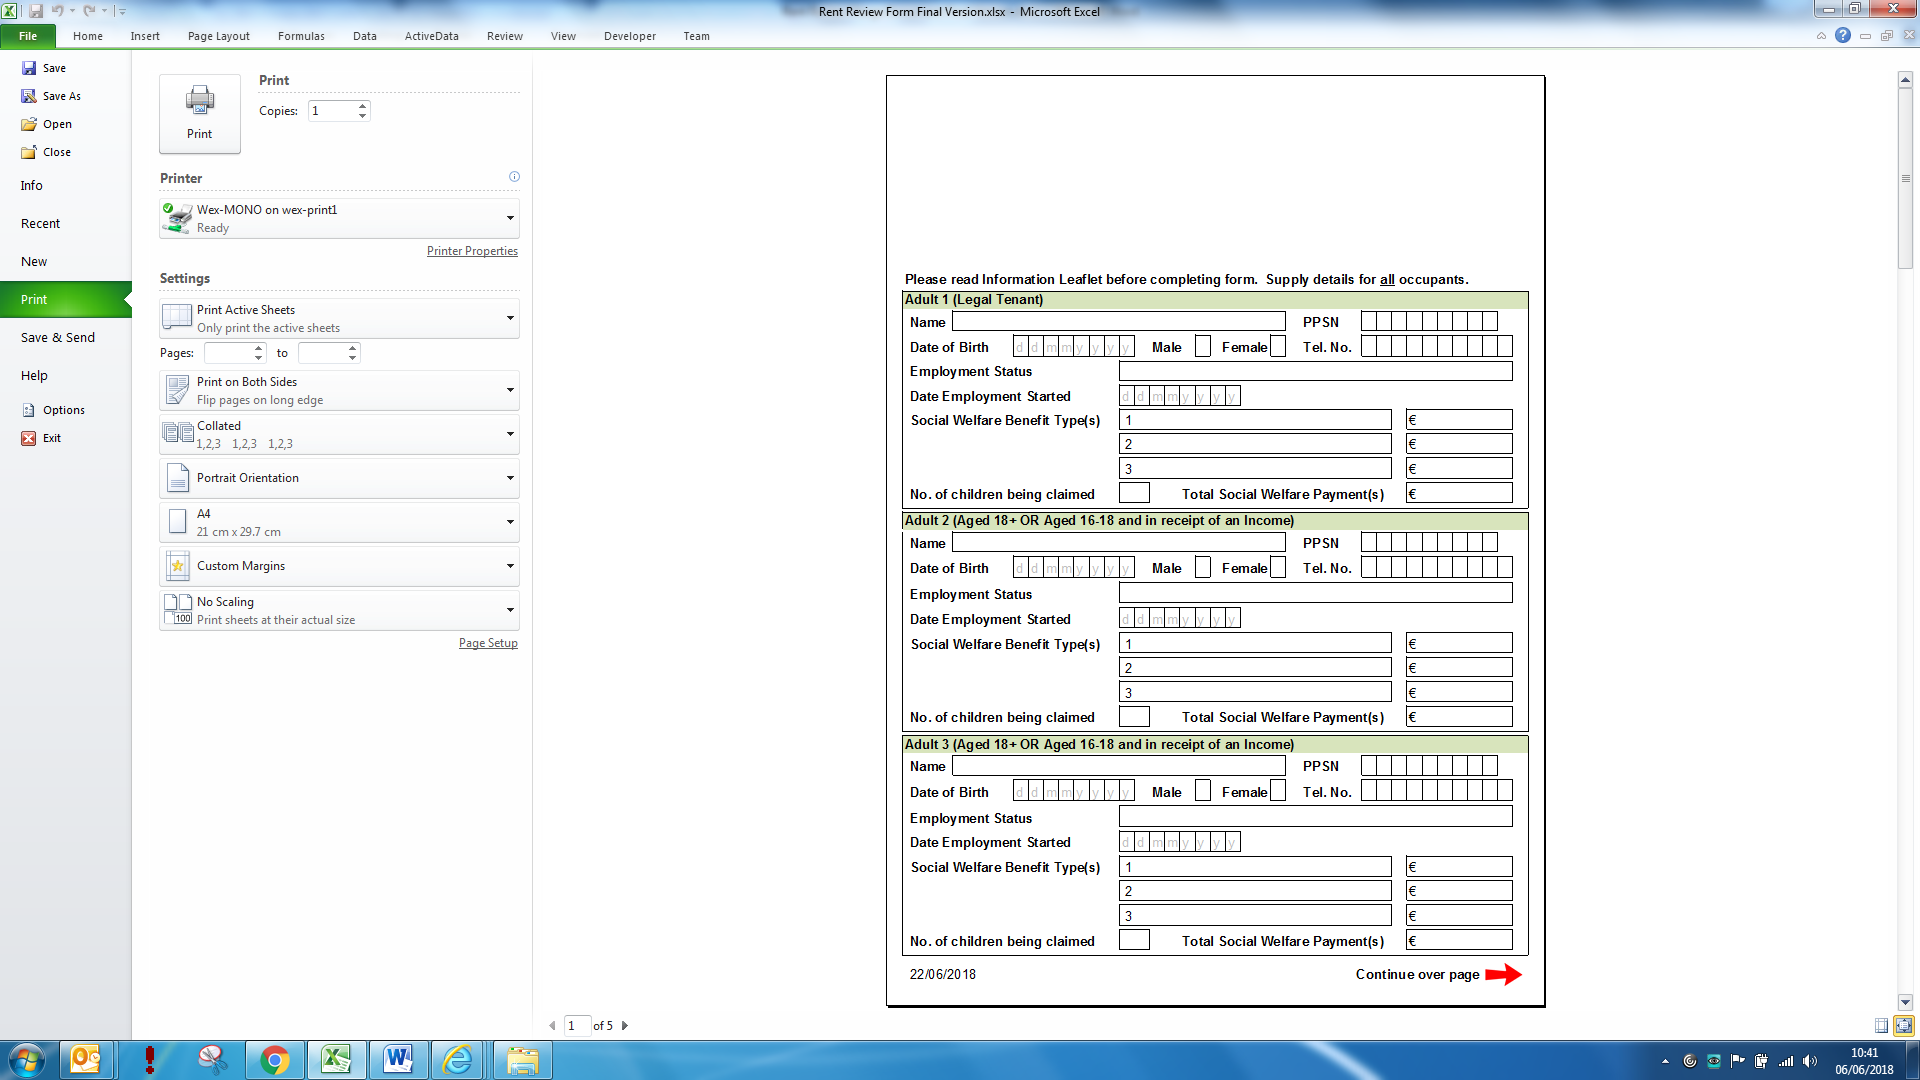 Rent Review Form Final Version.xlsx - Microsoft Excel
File Home Insert Page Layout Formulas Data ActiveData Review View Developer Team
Save
Save As
Open
Close
Info
Recent
New
Print
Save & Send
Help
Options
Exit
Print
Print
Copies: 1
Printer
Wex-MONO on wex-print1
Ready
Printer Properties
Settings
Print Active Sheets
Only print the active sheets
Pages: to
Print on Both Sides
Flip pages on long edge
Collated
1,2,3 1,2,3 1,2,3
Portrait Orientation
A4
21 cm x 29.7 cm
Custom Margins
No Scaling
100 Print sheets at their actual size
Page Setup
Please read Information Leaflet before completing form. Supply details for all occupants.
Adult 1 (Legal Tenant)
Name PPSN
Date of Birth d d m m y y y y Male Female Tel. No.
Employment Status
Date Employment Started d d m m y y y y
Social Welfare Benefit Type(s) 1 €
2 €
3 €
No. of children being claimed Total Social Welfare Payment(s) €
Adult 2 (Aged 18+ OR Aged 16-18 and in receipt of an Income)
Name PPSN
Date of Birth d d m m y y y y Male Female Tel. No.
Employment Status
Date Employment Started d d m m y y y y
Social Welfare Benefit Type(s) 1 €
2 €
3 €
No. of children being claimed Total Social Welfare Payment(s) €
Adult 3 (Aged 18+ OR Aged 16-18 and in receipt of an Income)
Name PPSN
Date of Birth d d m m y y y y Male Female Tel. No.
Employment Status
Date Employment Started d d m m y y y y
Social Welfare Benefit Type(s) 1 €
2 €
3 €
No. of children being claimed Total Social Welfare Payment(s) €
22/06/2018 Continue over page
1 of 5
10:41
06/06/2018